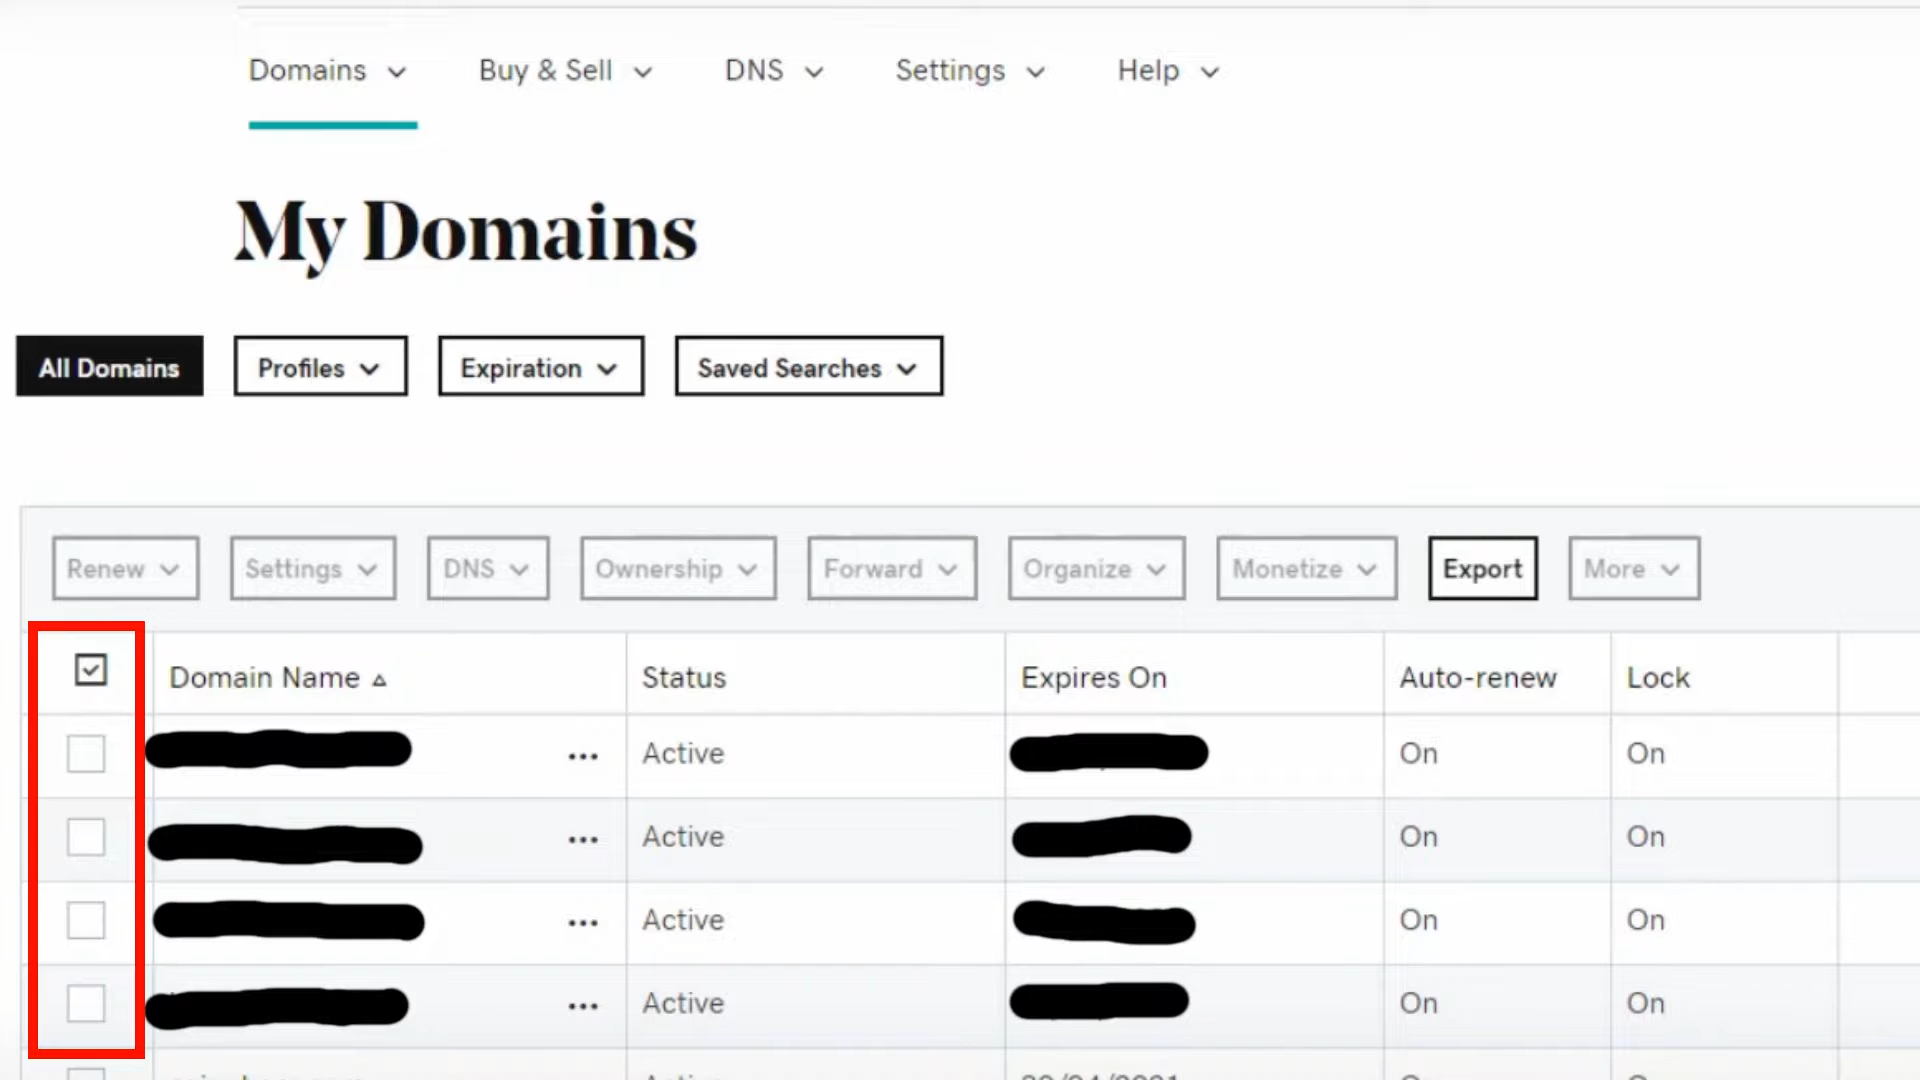 Domains Buy & Sell DNS Settings Help
My Domains
All Domains Profiles Expiration Saved Searches
Renew Settings DNS Ownership Forward Organize Monetize Export More
Domain Name Status Expires On Auto-renew Lock
... Active On On
... Active On On
... Active On On
... Active On On